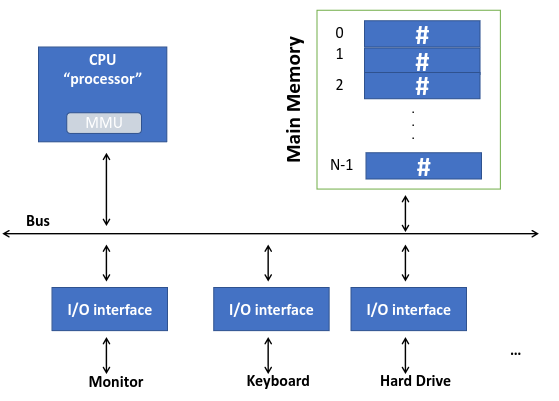 CPU
“processor”
MMU
Main Memory
0 #
1 #
2 #
.
.
.
N-1 #
Bus
I/O interface I/O interface I/O interface
...
Monitor Keyboard Hard Drive